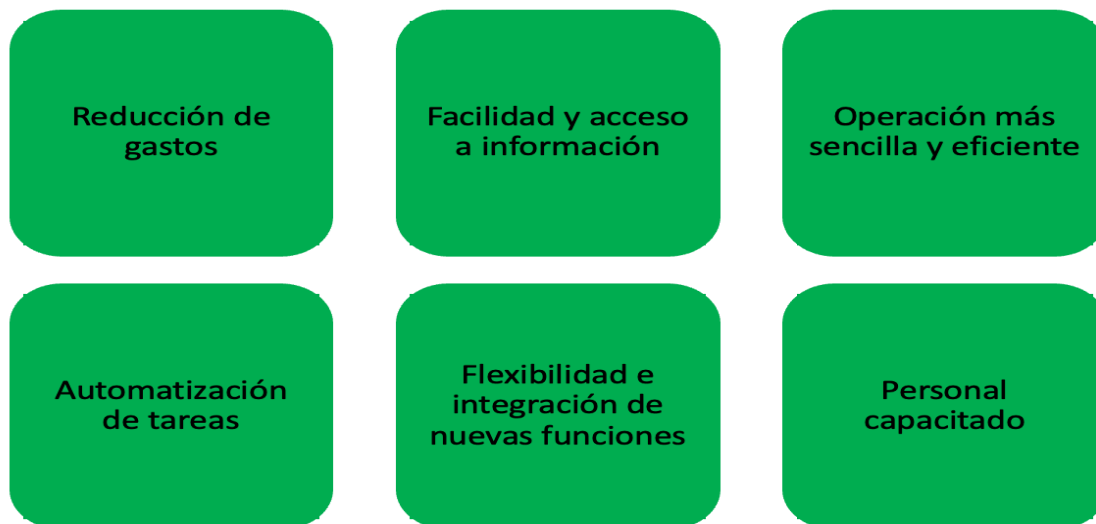 Reducción de
gastos
Facilidad y acceso
a información
Operación más
sencilla y eficiente
Automatización
de tareas
Flexibilidad e
integración de
nuevas funciones
Personal
capacitado